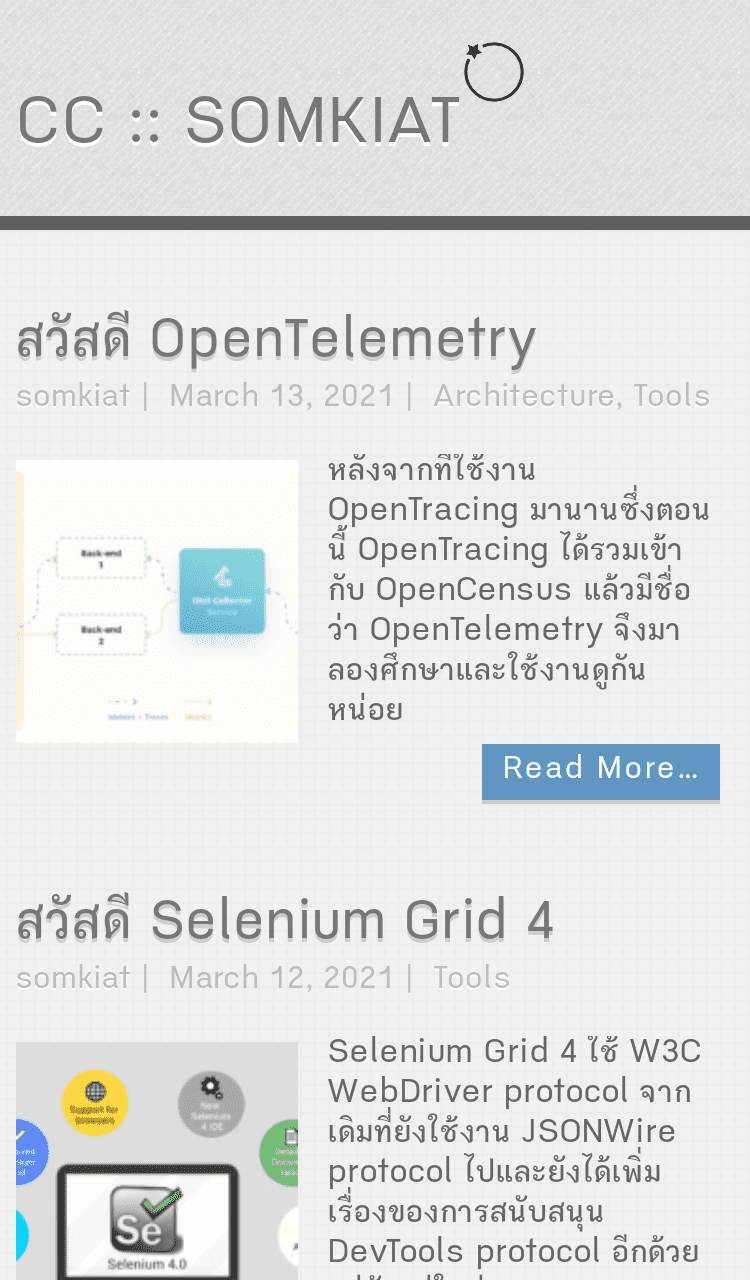 CC :: SOMKIAT
สวัสดี OpenTelemetry
somkiat | March 13, 2021 | Architecture, Tools
หลังจากที่ใช้งาน
OpenTracing มานานซึ่งตอน
นี้ OpenTracing ได้รวมเข้า
กับ OpenCensus แล้วมีชื่อ
ว่า OpenTelemetry จึงมา
ลองศึกษาและใช้งานดูกัน
หน่อย
Back-end
1
Otel Collector
Service
Back-end
2
Metrics + Traces
Metrics
Read More...
สวัสดี Selenium Grid 4
somkiat | March 12, 2021 | Tools
Selenium Grid 4 ใช้ W3C
WebDriver protocol จาก
เดิมที่ยังใช้งาน JSONWire
protocol ไปและยังได้เพิ่ม
เรื่องของการสนับสนุน
DevTools protocol อีกด้วย
Support for
browsers
New
Selenium
4 IDE
Se
Selenium 4.0